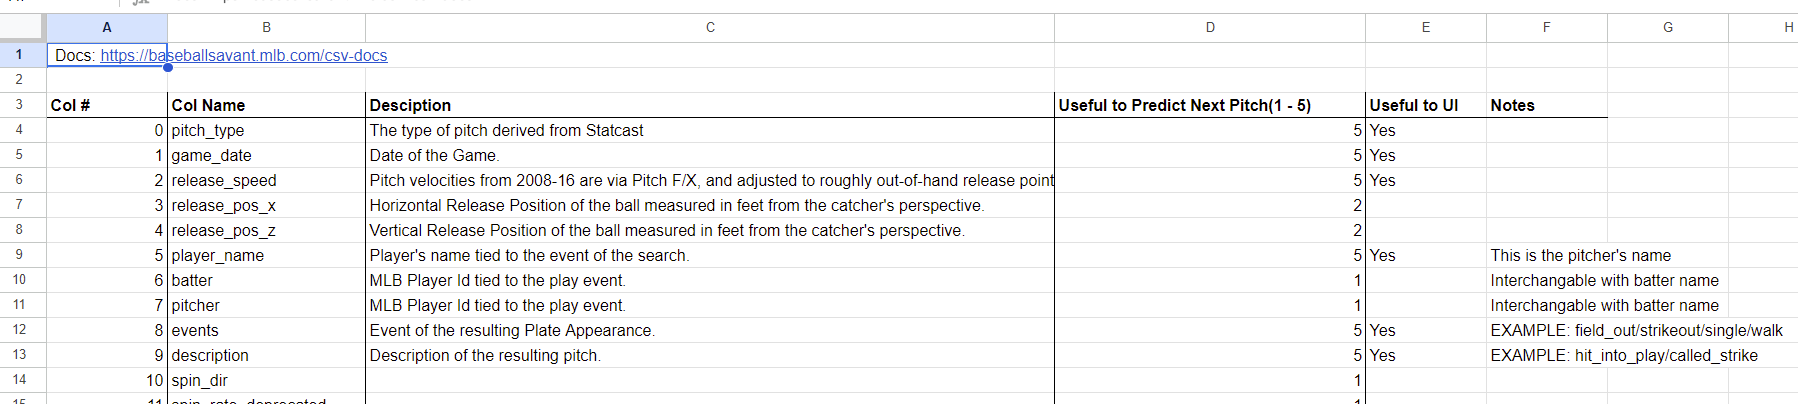 A B C D E F G H
1 Docs: https://baseballsavant.mlb.com/csv-docs
2
3 Col # Col Name Desciption Useful to Predict Next Pitch(1 - 5) Useful to UI Notes
4 0 pitch_type The type of pitch derived from Statcast 5 Yes
5 1 game_date Date of the Game. 5 Yes
6 2 release_speed Pitch velocities from 2008-16 are via Pitch F/X, and adjusted to roughly out-of-hand release point 5 Yes
7 3 release_pos_x Horizontal Release Position of the ball measured in feet from the catcher's perspective. 2
8 4 release_pos_z Vertical Release Position of the ball measured in feet from the catcher's perspective. 2
9 5 player_name Player's name tied to the event of the search. 5 Yes This is the pitcher's name
10 6 batter MLB Player Id tied to the play event. 1 Interchangable with batter name
11 7 pitcher MLB Player Id tied to the play event. 1 Interchangable with batter name
12 8 events Event of the resulting Plate Appearance. 5 Yes EXAMPLE: field_out/strikeout/single/walk
13 9 description Description of the resulting pitch. 5 Yes EXAMPLE: hit_into_play/called_strike
14 10 spin_dir 1